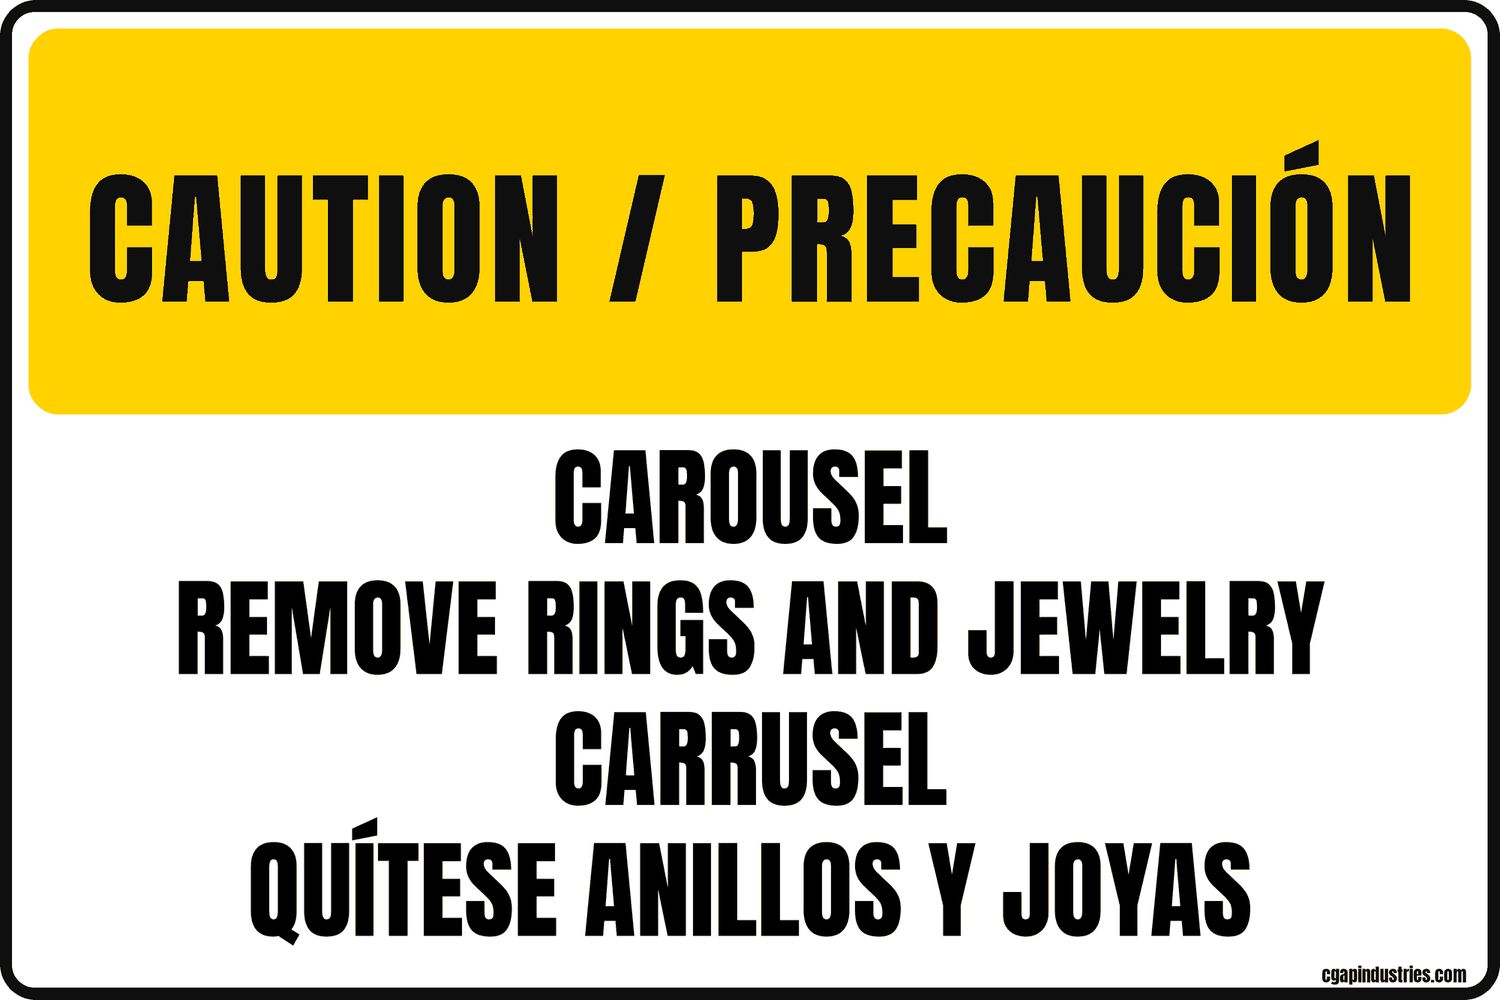 CAUTION / PRECAUCIÓN
CAROUSEL
REMOVE RINGS AND JEWELRY
CARRUSEL
QUÍTESE ANILLOS Y JOYAS
cgapindustries.com